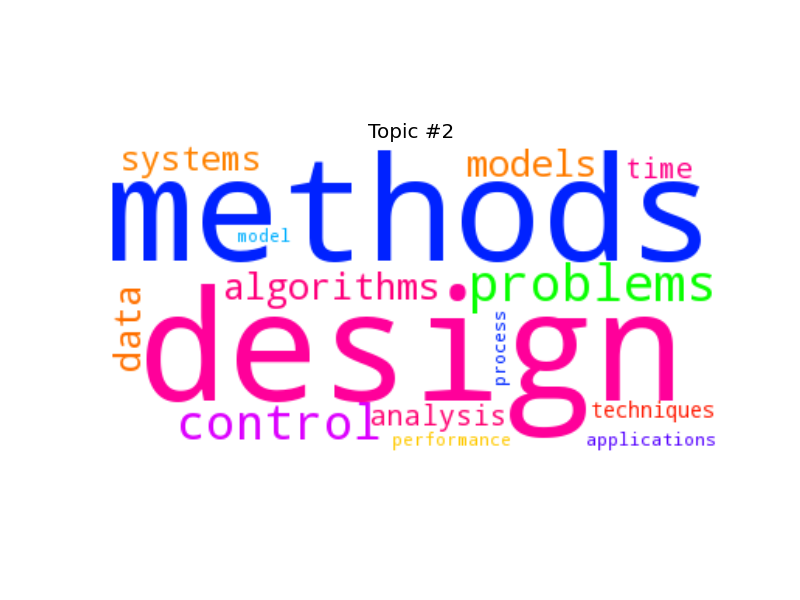 Topic #2
systems
models
time
methods
model
algorithms
problems
data
design
process
control
analysis
techniques
performance
applications